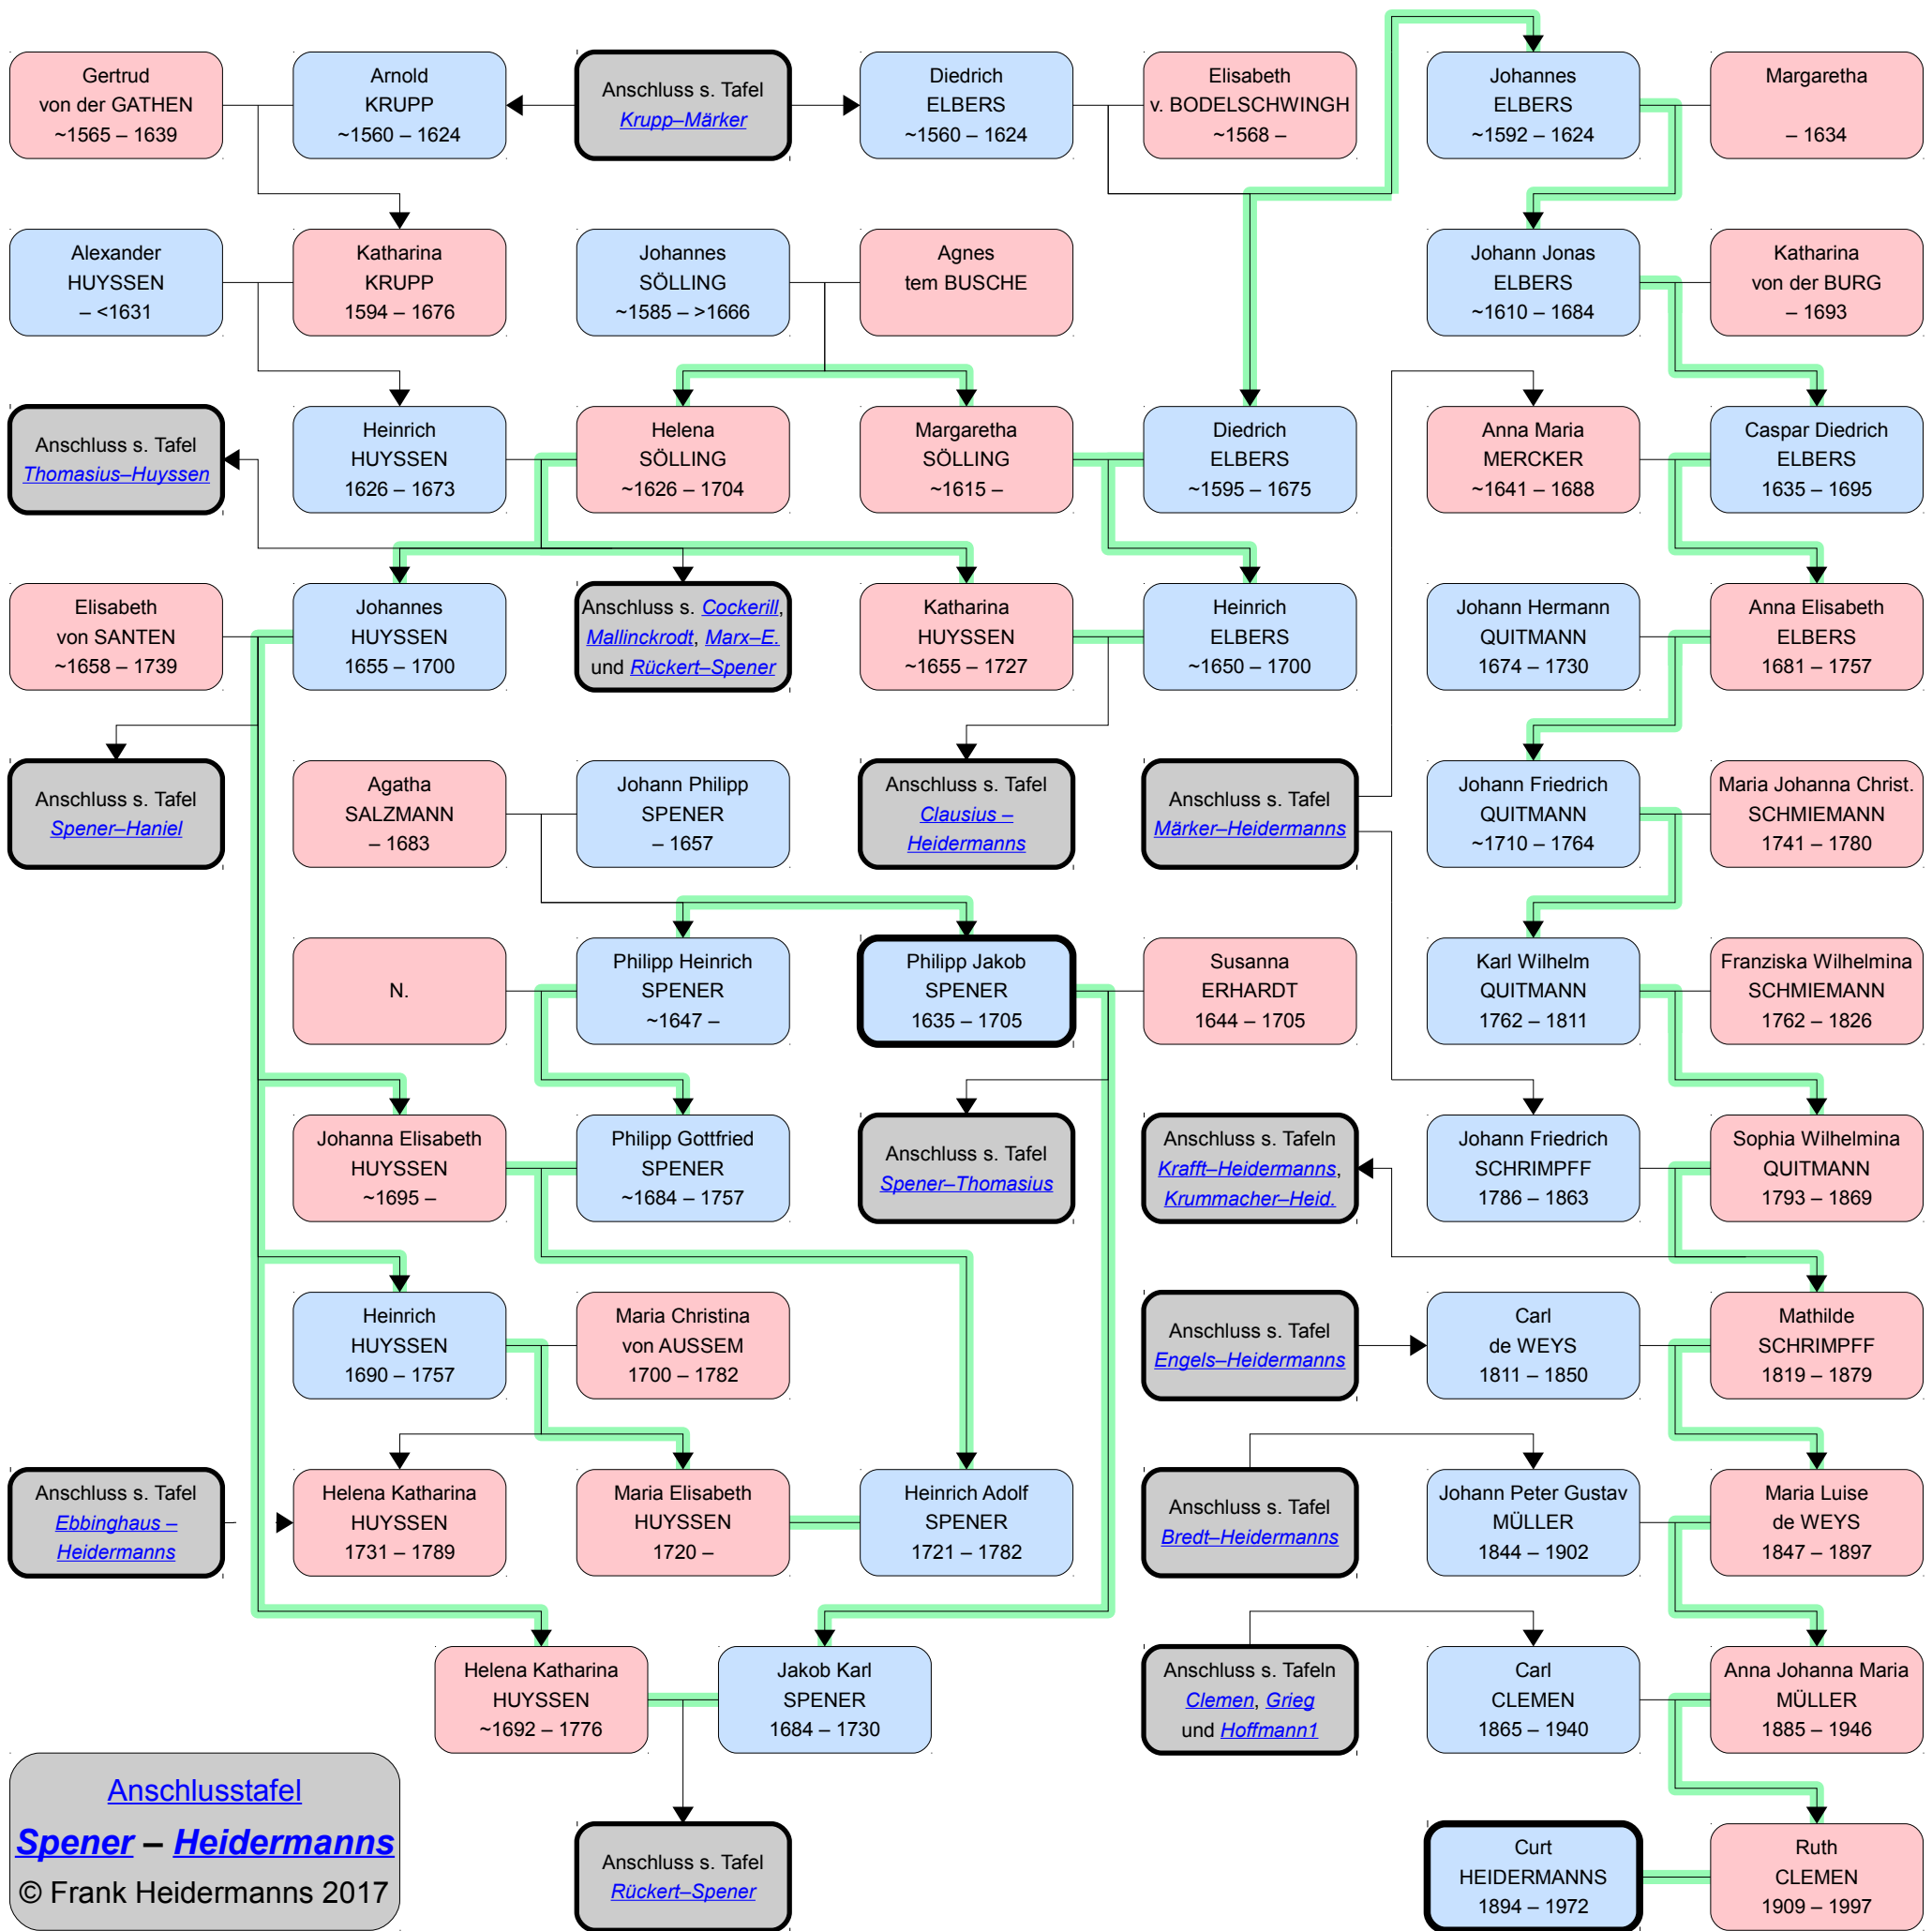 Gertrud
von der GATHEN
~1565 – 1639
Arnold
KRUPP
~1560 – 1624
Anschluss s. Tafel
Krupp–Märker
Diedrich
ELBERS
~1560 – 1624
Elisabeth
v. BODELSCHWINGH
~1568 –
Johannes
ELBERS
~1592 – 1624
Margaretha
– 1634
Alexander
HUYSSEN
– <1631
Katharina
KRUPP
1594 – 1676
Johannes
SÖLLING
~1585 – >1666
Agnes
tem BUSCHE
Johann Jonas
ELBERS
~1610 – 1684
Katharina
von der BURG
– 1693
Anschluss s. Tafel
Thomasius–Huyssen
Heinrich
HUYSSEN
1626 – 1673
Helena
SÖLLING
~1626 – 1704
Margaretha
SÖLLING
~1615 –
Diedrich
ELBERS
~1595 – 1675
Anna Maria
MERCKER
~1641 – 1688
Caspar Diedrich
ELBERS
1635 – 1695
Elisabeth
von SANTEN
~1658 – 1739
Johannes
HUYSSEN
1655 – 1700
Anschluss s. Cockerill,
Mallinckrodt, Marx–E.
und Rückert–Spener
Katharina
HUYSSEN
~1655 – 1727
Heinrich
ELBERS
~1650 – 1700
Johann Hermann
QUITMANN
1674 – 1730
Anna Elisabeth
ELBERS
1681 – 1757
Anschluss s. Tafel
Spener–Haniel
Agatha
SALZMANN
– 1683
Johann Philipp
SPENER
– 1657
Anschluss s. Tafel
Clausius –
Heidermanns
Anschluss s. Tafel
Märker–Heidermanns
Johann Friedrich
QUITMANN
~1710 – 1764
Maria Johanna Christ.
SCHMIEMANN
1741 – 1780
N.
Philipp Heinrich
SPENER
~1647 –
Philipp Jakob
SPENER
1635 – 1705
Susanna
ERHARDT
1644 – 1705
Karl Wilhelm
QUITMANN
1762 – 1811
Franziska Wilhelmina
SCHMIEMANN
1762 – 1826
Johanna Elisabeth
HUYSSEN
~1695 –
Philipp Gottfried
SPENER
~1684 – 1757
Anschluss s. Tafel
Spener–Thomasius
Anschluss s. Tafeln
Krafft–Heidermanns,
Krummacher–Heid.
Johann Friedrich
SCHRIMPFF
1786 – 1863
Sophia Wilhelmina
QUITMANN
1793 – 1869
Heinrich
HUYSSEN
1690 – 1757
Maria Christina
von AUSSEM
1700 – 1782
Anschluss s. Tafel
Engels–Heidermanns
Carl
de WEYS
1811 – 1850
Mathilde
SCHRIMPFF
1819 – 1879
Anschluss s. Tafel
Ebbinghaus –
Heidermanns
Helena Katharina
HUYSSEN
1731 – 1789
Maria Elisabeth
HUYSSEN
1720 –
Heinrich Adolf
SPENER
1721 – 1782
Anschluss s. Tafel
Bredt–Heidermanns
Johann Peter Gustav
MÜLLER
1844 – 1902
Maria Luise
de WEYS
1847 – 1897
Helena Katharina
HUYSSEN
~1692 – 1776
Jakob Karl
SPENER
1684 – 1730
Anschluss s. Tafeln
Clemen, Grieg
und Hoffmann1
Carl
CLEMEN
1865 – 1940
Anna Johanna Maria
MÜLLER
1885 – 1946
Anschlusstafel
Spener – Heidermanns
© Frank Heidermanns 2017
Anschluss s. Tafel
Rückert–Spener
Curt
HEIDERMANNS
1894 – 1972
Ruth
CLEMEN
1909 – 1997